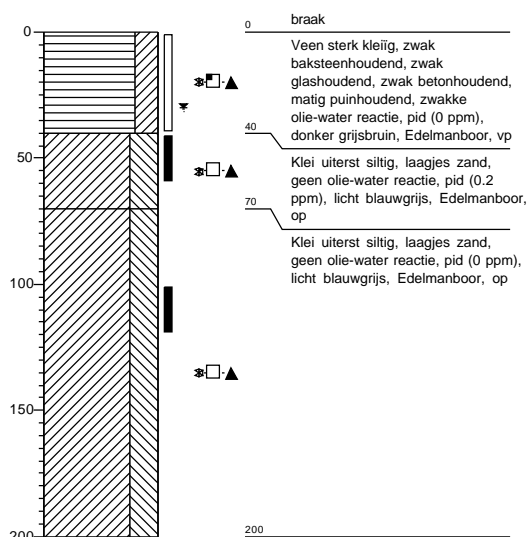 0
50
100
150
200
0
braak
Veen sterk kleiïg, zwak
baksteenhoudend, zwak
glashoudend, zwak betonhoudend,
matig puinhoudend, zwakke
olie-water reactie, pid (0 ppm),
donker grijsbruin, Edelmanboor, vp
40
Klei uiterst siltig, laagjes zand,
geen olie-water reactie, pid (0.2
ppm), licht blauwgrijs, Edelmanboor,
op
70
Klei uiterst siltig, laagjes zand,
geen olie-water reactie, pid (0 ppm),
licht blauwgrijs, Edelmanboor, op
200